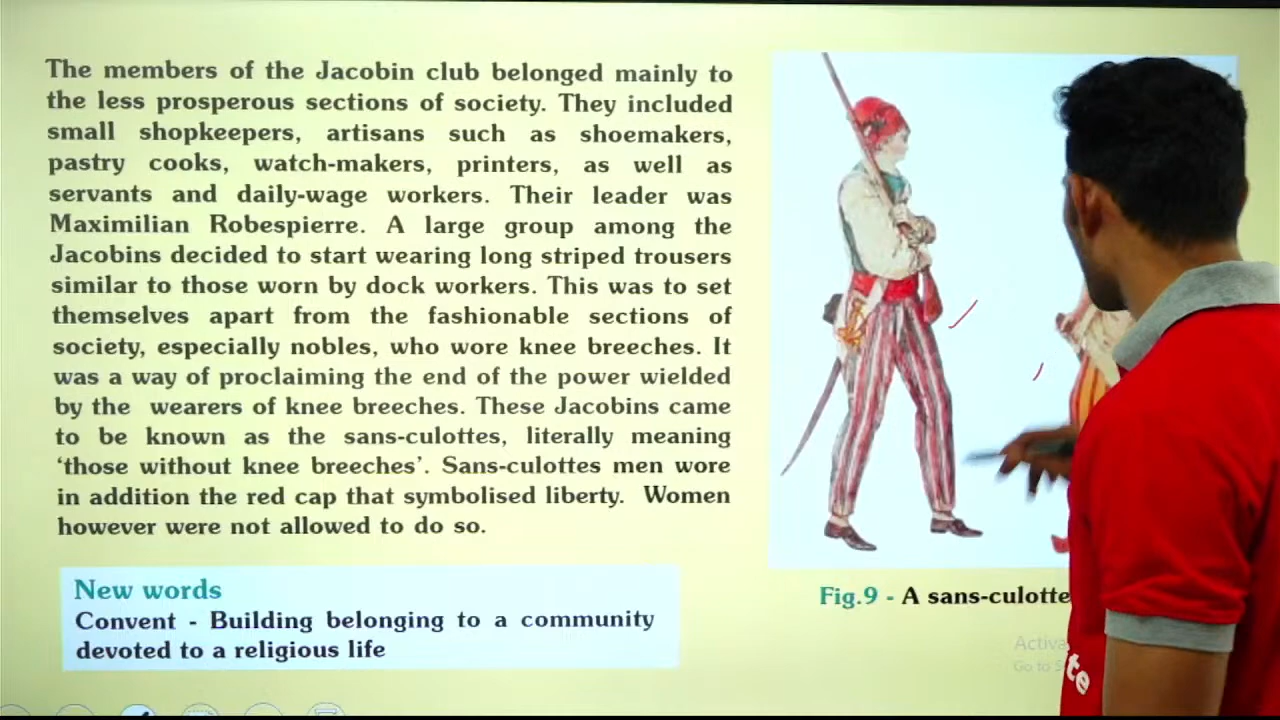 The members of the Jacobin club belonged mainly to
the less prosperous sections of society. They included
small shopkeepers, artisans such as shoemakers,
pastry cooks, watch-makers, printers, as well as
servants and daily-wage workers. Their leader was
Maximilian Robespierre. A large group among the
Jacobins decided to start wearing long striped trousers
similar to those worn by dock workers. This was to set
themselves apart from the fashionable sections of
society, especially nobles, who wore knee breeches. It
was a way of proclaiming the end of the power wielded
by the wearers of knee breeches. These Jacobins came
to be known as the sans-culottes, literally meaning
‘those without knee breeches’. Sans-culottes men wore
in addition the red cap that symbolised liberty. Women
however were not allowed to do so.
New words
Convent - Building belonging to a community
devoted to a religious life
Fig.9 - A sans-culotte
Activa
Go to S
te